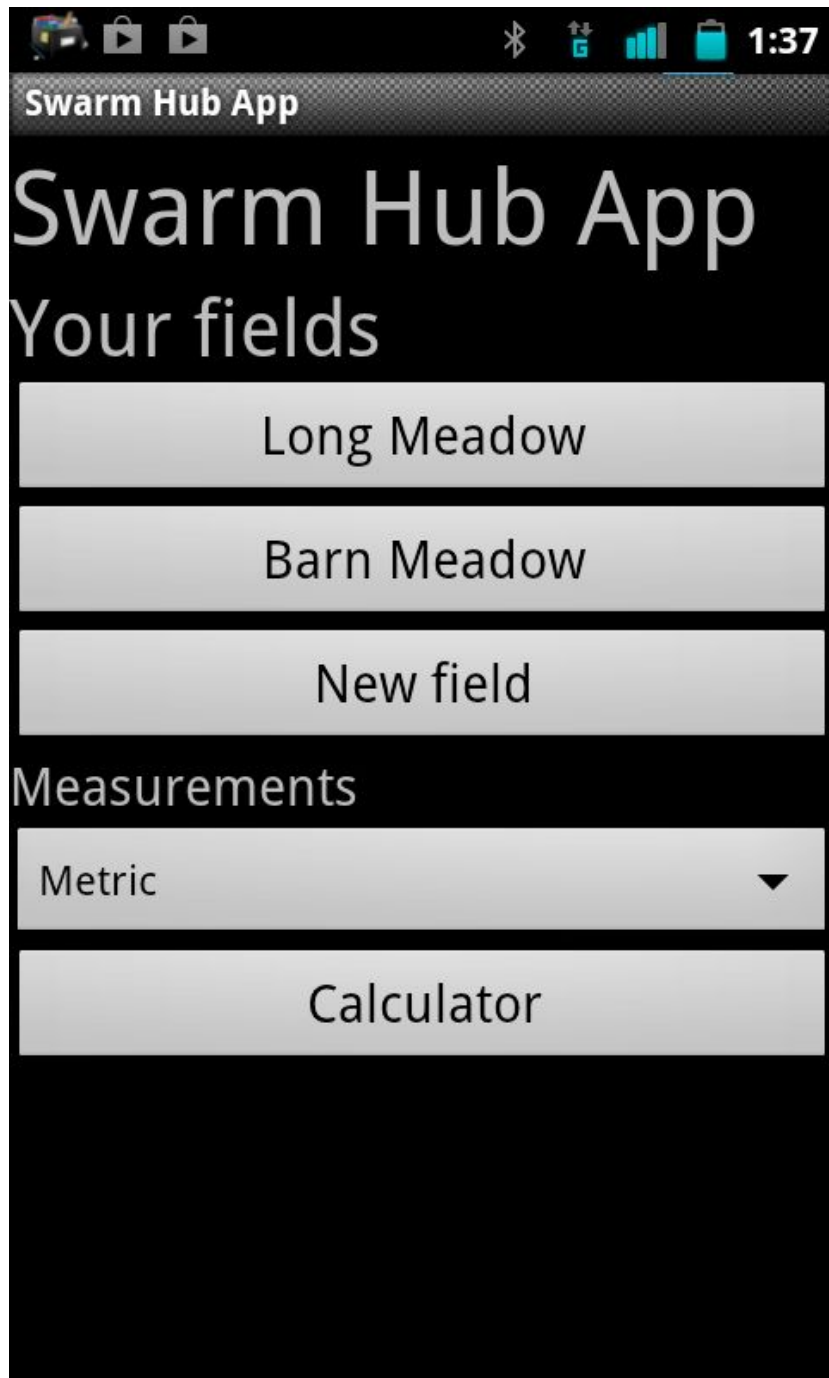 1:37
Swarm Hub App
Swarm Hub App
Your fields
Long Meadow
Barn Meadow
New field
Measurements
Metric
Calculator